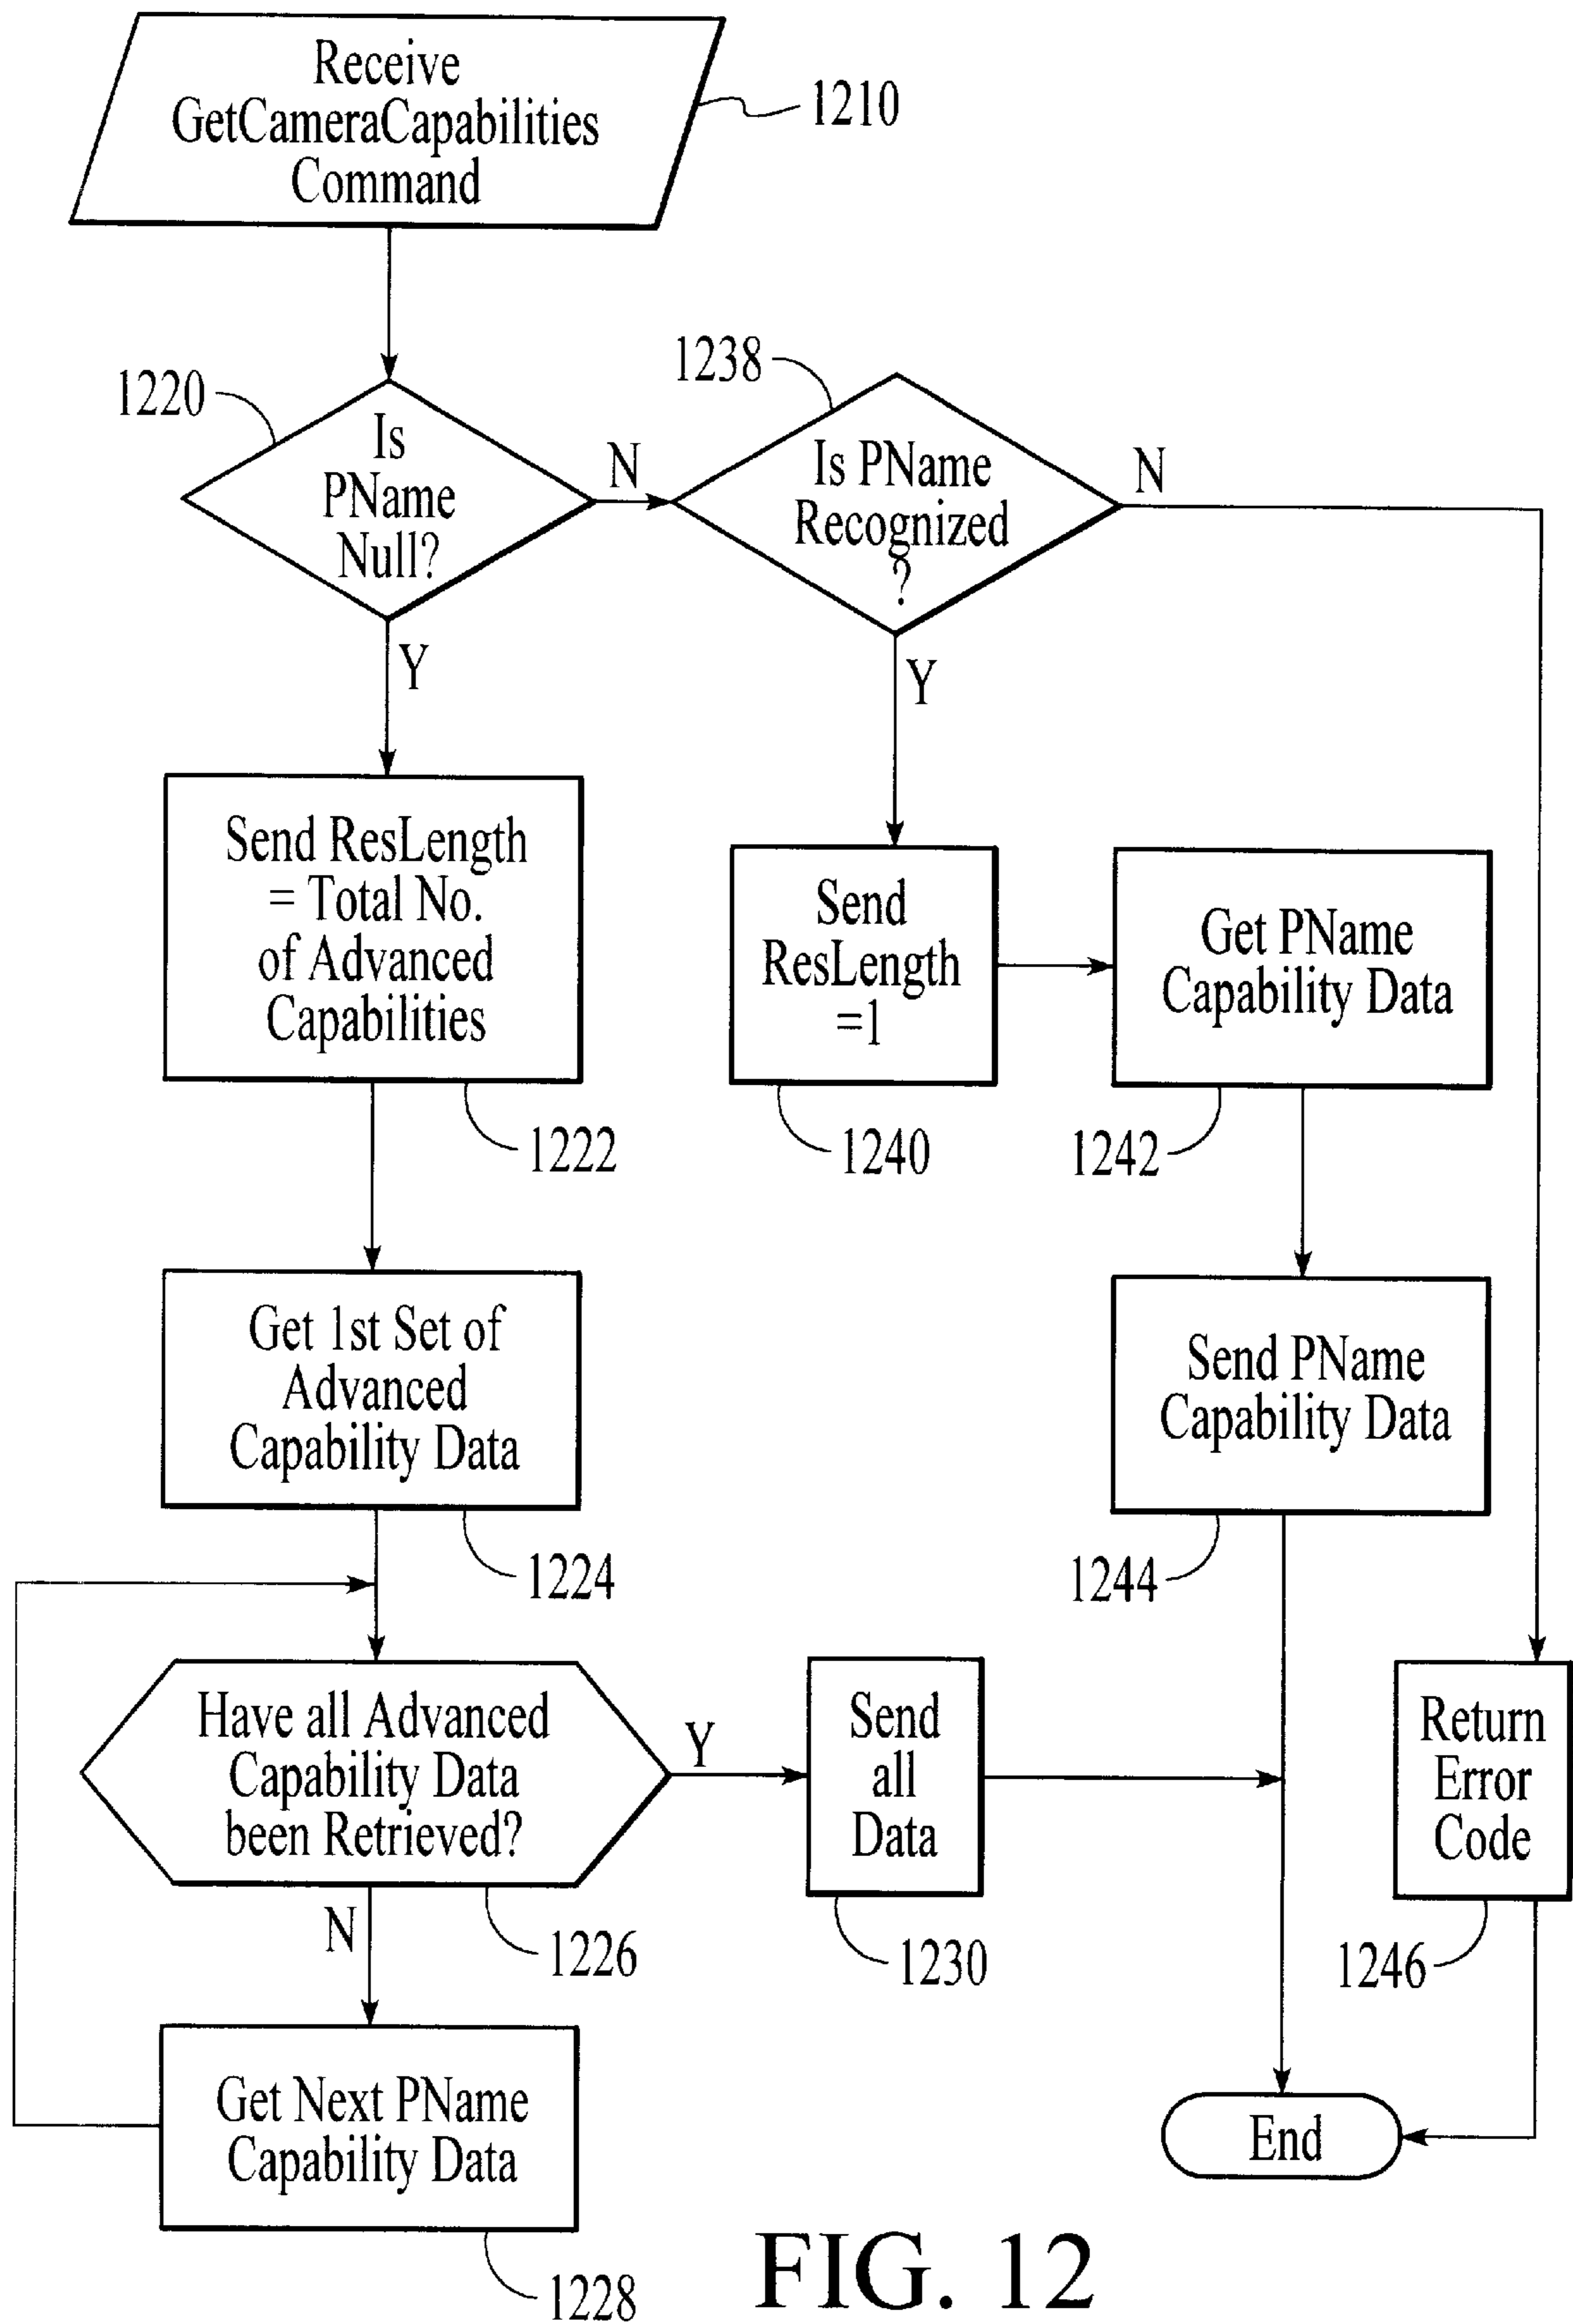 Receive
GetCameraCapabilities
Command
1210
1220
Is
PName
Null?
N
Y
1238
Is PName
Recognized
?
N
Y
Send ResLength
= Total No.
of Advanced
Capabilities
1222
Send
ResLength
=1
1240
Get PName
Capability Data
1242
Get 1st Set of
Advanced
Capability Data
1224
Send PName
Capability Data
1244
Have all Advanced
Capability Data
been Retrieved?
1226
Y
N
Send
all
Data
1230
Return
Error
Code
1246
Get Next PName
Capability Data
1228
End
FIG. 12